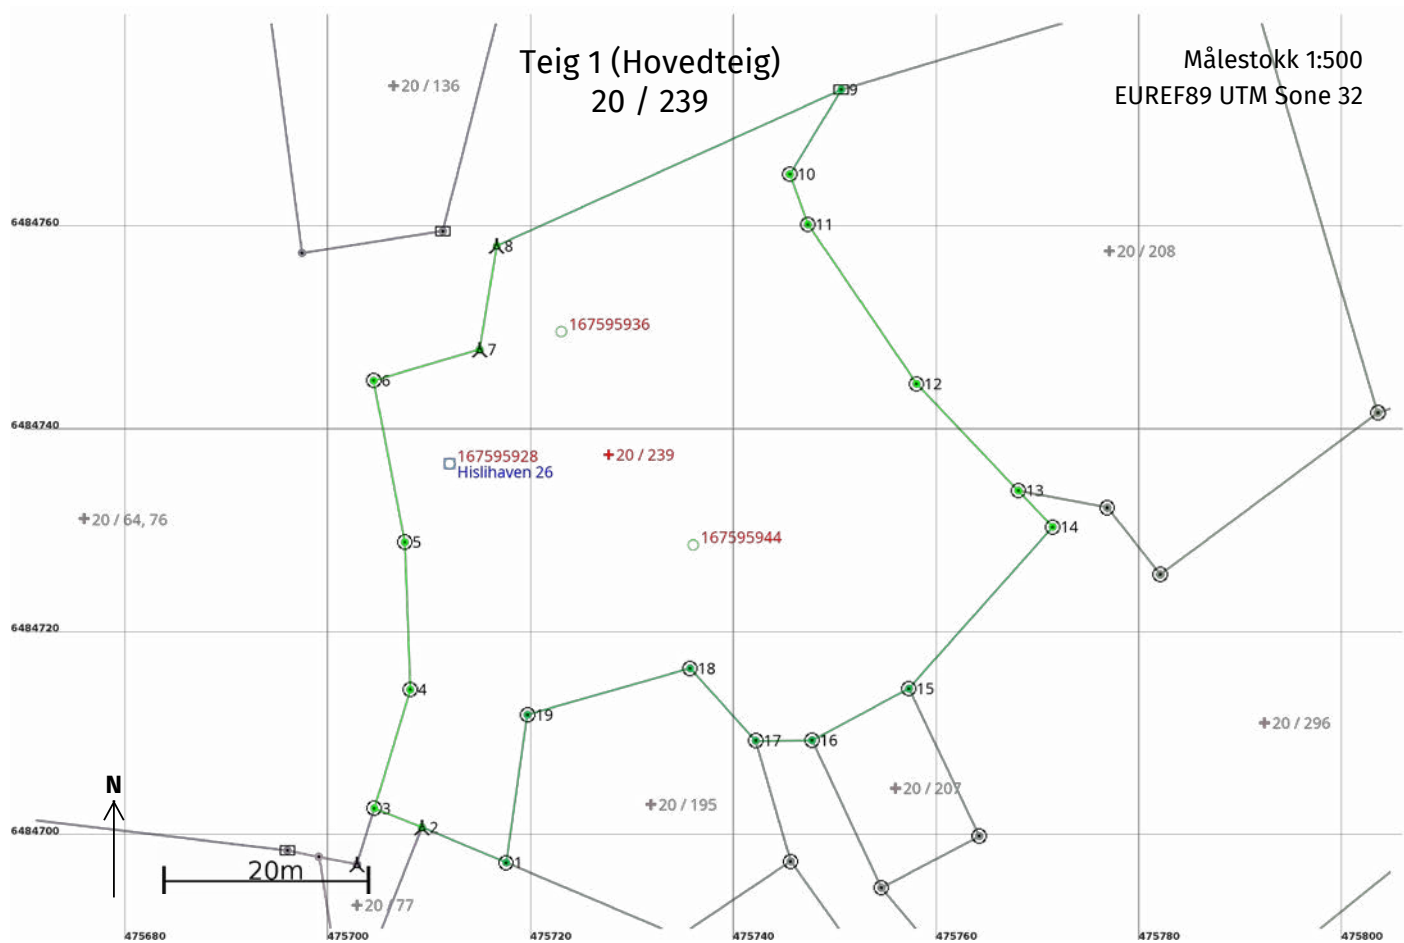 Teig 1 (Hovedteig)
20 / 239
Målestokk 1:500
EUREF89 UTM Sone 32
+20 / 136
9
10
11
6484760
8
+20 / 208
167595936
7
6
12
6484740
167595928
Hislihaven 26
+20 / 239
13
+20 / 64, 76
14
5
167595944
6484720
18
4
15
19
+20 / 296
17
16
N
+20 / 207
+20 / 195
3
2
6484700
1
20m
+20 / 77
475680
475700
475720
475740
475760
475780
475800